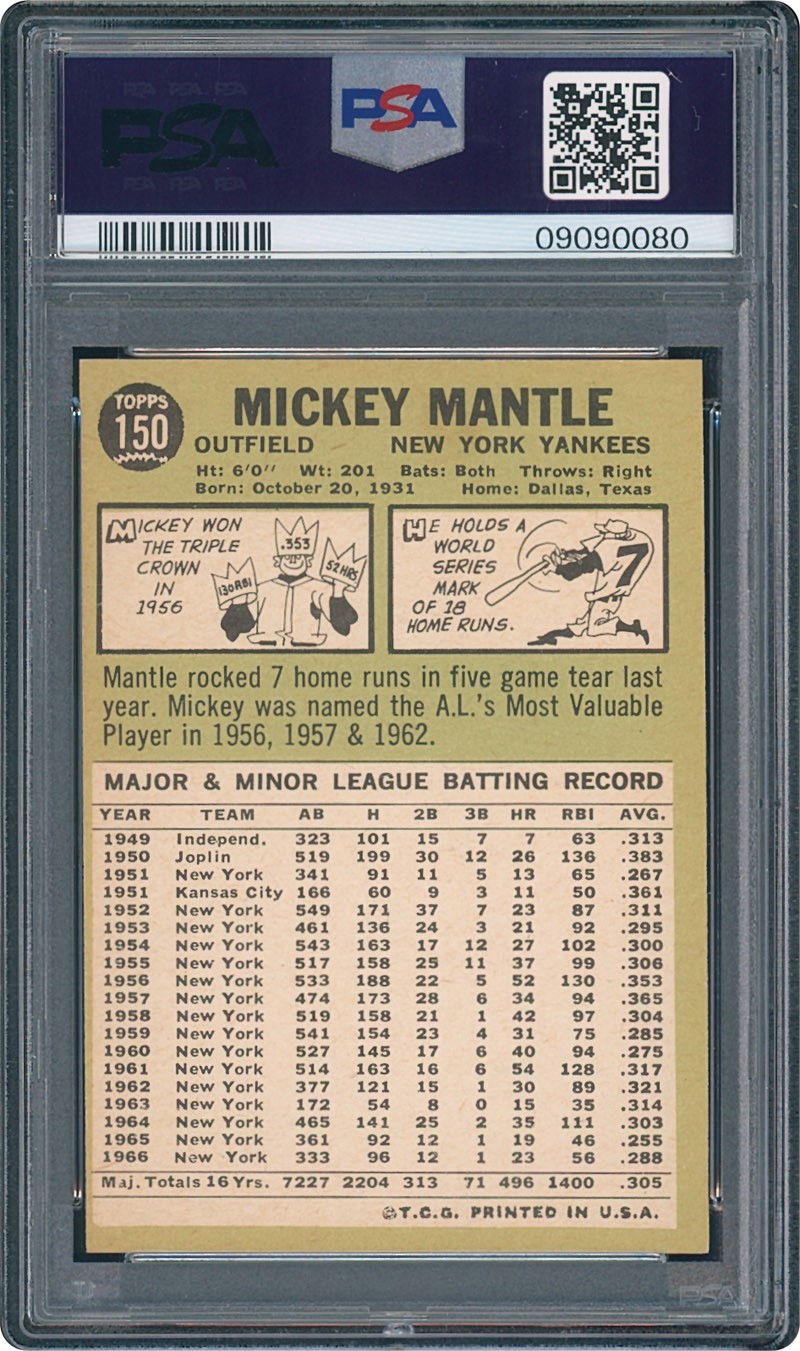 PSA PSA PSA
PSA
PSA PSA PSA
PSA
09090080
TOPPS
150
MICKEY MANTLE
OUTFIELD NEW YORK YANKEES
Ht: 6'0'' Wt: 201 Bats: Both Throws: Right
Born: October 20, 1931 Home: Dallas, Texas
MICKEY WON
THE TRIPLE
CROWN
IN
1956
.353
130 RBI
52 HRS
HE HOLDS A
WORLD
SERIES
MARK
OF 18
HOME RUNS.
7
Mantle rocked 7 home runs in five game tear last
year. Mickey was named the A.L.'s Most Valuable
Player in 1956, 1957 & 1962.
MAJOR & MINOR LEAGUE BATTING RECORD
YEAR TEAM AB H 2B 3B HR RBI AVG.
1949 Independ. 323 101 15 7 7 63 .313
1950 Joplin 519 199 30 12 26 136 .383
1951 New York 341 91 11 5 13 65 .267
1951 Kansas City 166 60 9 3 11 50 .361
1952 New York 549 171 37 7 23 87 .311
1953 New York 461 136 24 3 21 92 .295
1954 New York 543 163 17 12 27 102 .300
1955 New York 517 158 25 11 37 99 .306
1956 New York 533 188 22 5 52 130 .353
1957 New York 474 173 28 6 34 94 .365
1958 New York 519 158 21 1 42 97 .304
1959 New York 541 154 23 4 31 75 .285
1960 New York 527 145 17 6 40 94 .275
1961 New York 514 163 16 6 54 128 .317
1962 New York 377 121 15 1 30 89 .321
1963 New York 172 54 8 0 15 35 .314
1964 New York 465 141 25 2 35 111 .303
1965 New York 361 92 12 1 19 46 .255
1966 New York 333 96 12 1 23 56 .288
Maj. Totals 16 Yrs. 7227 2204 313 71 496 1400 .305
©T.C.G. PRINTED IN U.S.A.
PSA